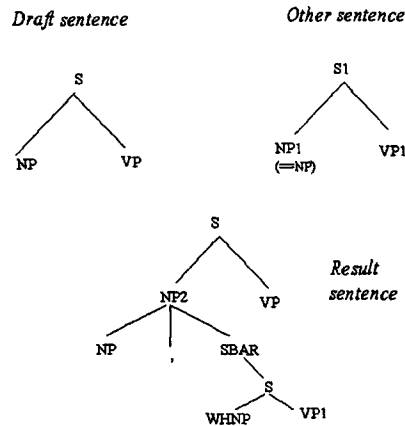 Draft sentence
Other sentence
S
S1
NP
VP
NP1
(=NP)
VP1
S
Result
sentence
NP2
VP
NP
,
SBAR
S
WHNP
VP1